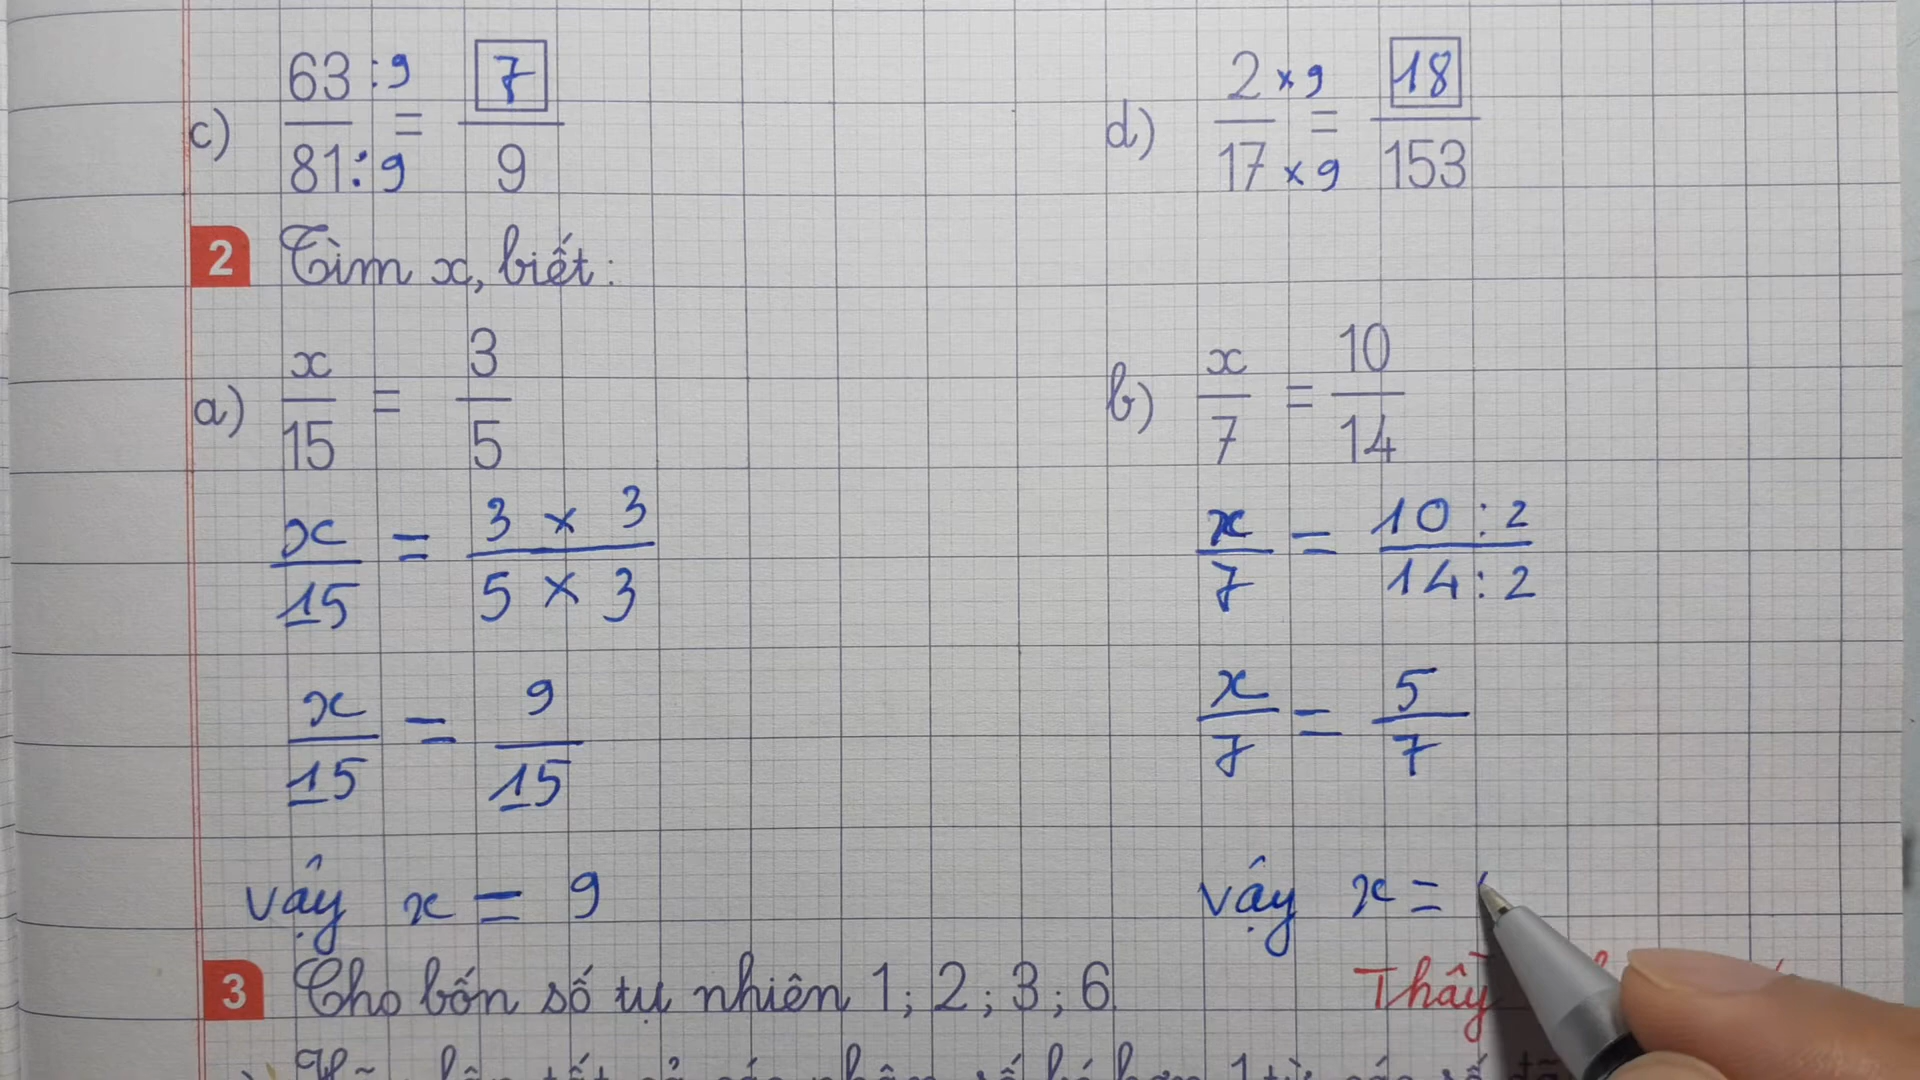 c) 63 : 9 / 81 : 9 = 7 / 9
d) 2 × 9 / 17 × 9 = 18 / 153
2 Tìm x, biết:
a) x / 15 = 3 / 5
x / 15 = 3 × 3 / 5 × 3
x / 15 = 9 / 15
vậy x = 9
b) x / 7 = 10 / 14
x / 7 = 10 : 2 / 14 : 2
x / 7 = 5 / 7
vậy x =
3 Cho bốn số tự nhiên 1; 2; 3; 6.
Thầy